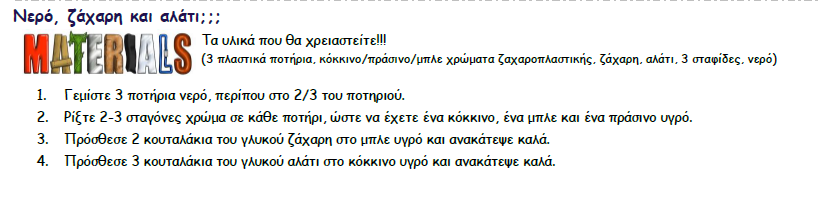 Νερό, ζάχαρη και αλάτι;;;
MATERIALS Τα υλικά που θα χρειαστείτε!!!
(3 πλαστικά ποτήρια, κόκκινο/πράσινο/μπλε χρώματα ζαχαροπλαστικής, ζάχαρη, αλάτι, 3 σταφίδες, νερό)
1. Γεμίστε 3 ποτήρια νερό, περίπου στο 2/3 του ποτηριού.
2. Ρίξτε 2-3 σταγόνες χρώμα σε κάθε ποτήρι, ώστε να έχετε ένα κόκκινο, ένα μπλε και ένα πράσινο υγρό.
3. Πρόσθεσε 2 κουταλάκια του γλυκού ζάχαρη στο μπλε υγρό και ανακάτεψε καλά.
4. Πρόσθεσε 3 κουταλάκια του γλυκού αλάτι στο κόκκινο υγρό και ανακάτεψε καλά.